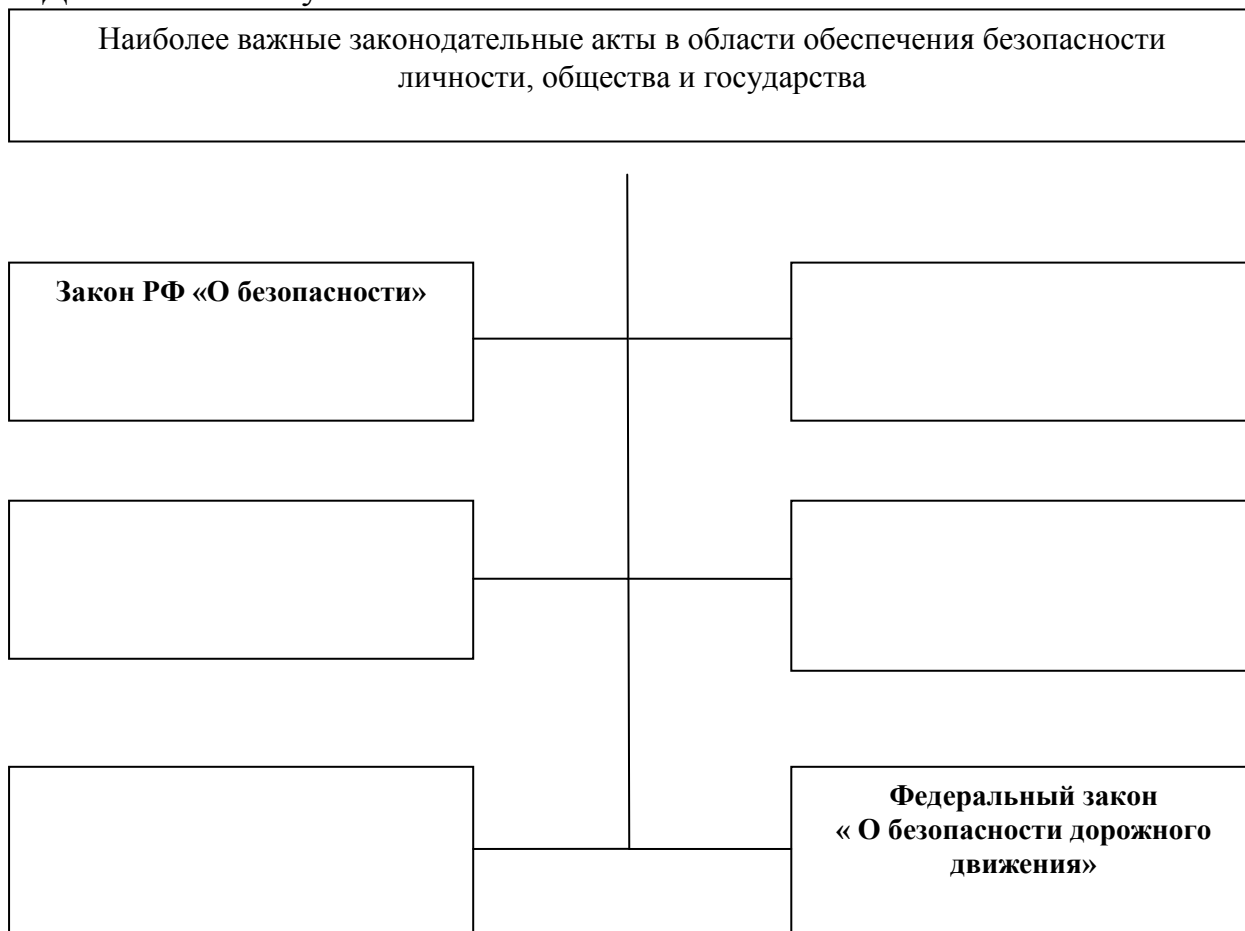 Наиболее важные законодательные акты в области обеспечения безопасности
личности, общества и государства
Закон РФ «О безопасности»
Федеральный закон
« О безопасности дорожного
движения»